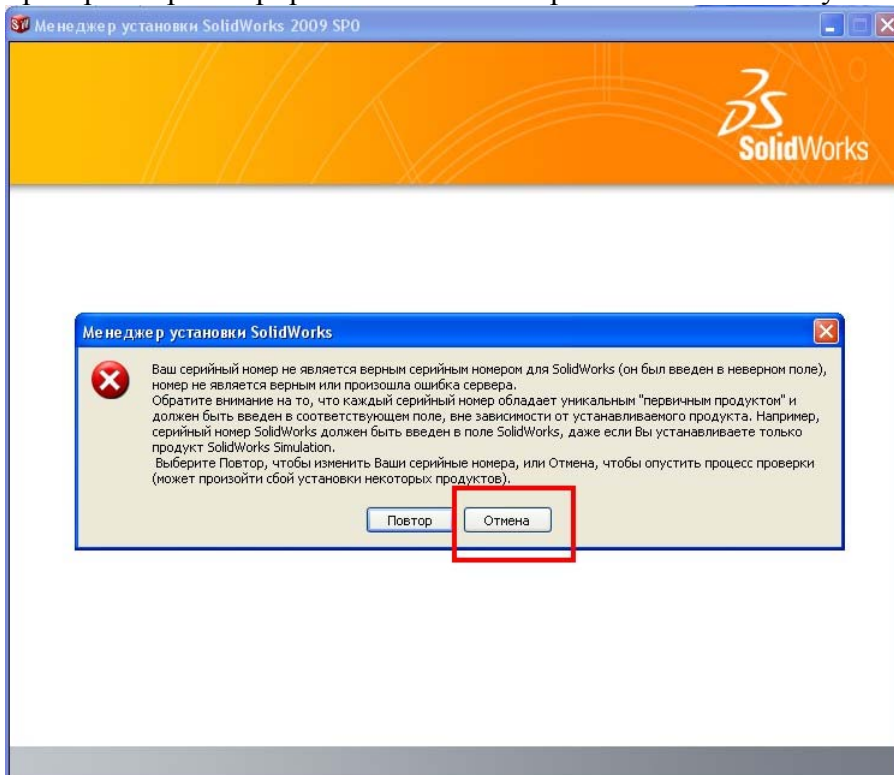 Менеджер установки SolidWorks 2009 SP0
SolidWorks
Менеджер установки SolidWorks
Ваш серийный номер не является верным серийным номером для SolidWorks (он был введен в неверном поле),
номер не является верным или произошла ошибка сервера.
Обратите внимание на то, что каждый серийный номер обладает уникальным "первичным продуктом" и
должен быть введен в соответствующем поле, вне зависимости от устанавливаемого продукта. Например,
серийный номер SolidWorks должен быть введен в поле SolidWorks, даже если Вы устанавливаете только
продукт SolidWorks Simulation.
Выберите Повтор, чтобы изменить Ваши серийные номера, или Отмена, чтобы опустить процесс проверки
(может произойти сбой установки некоторых продуктов).
Повтор
Отмена